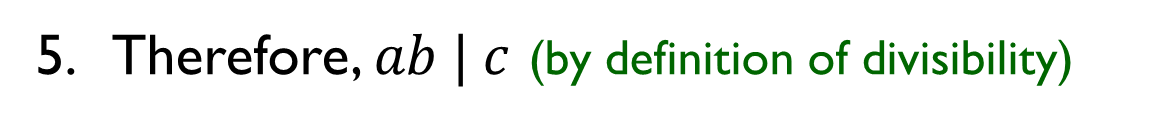 5. Therefore, 𝑎𝑏 | 𝑐 (by definition of divisibility)